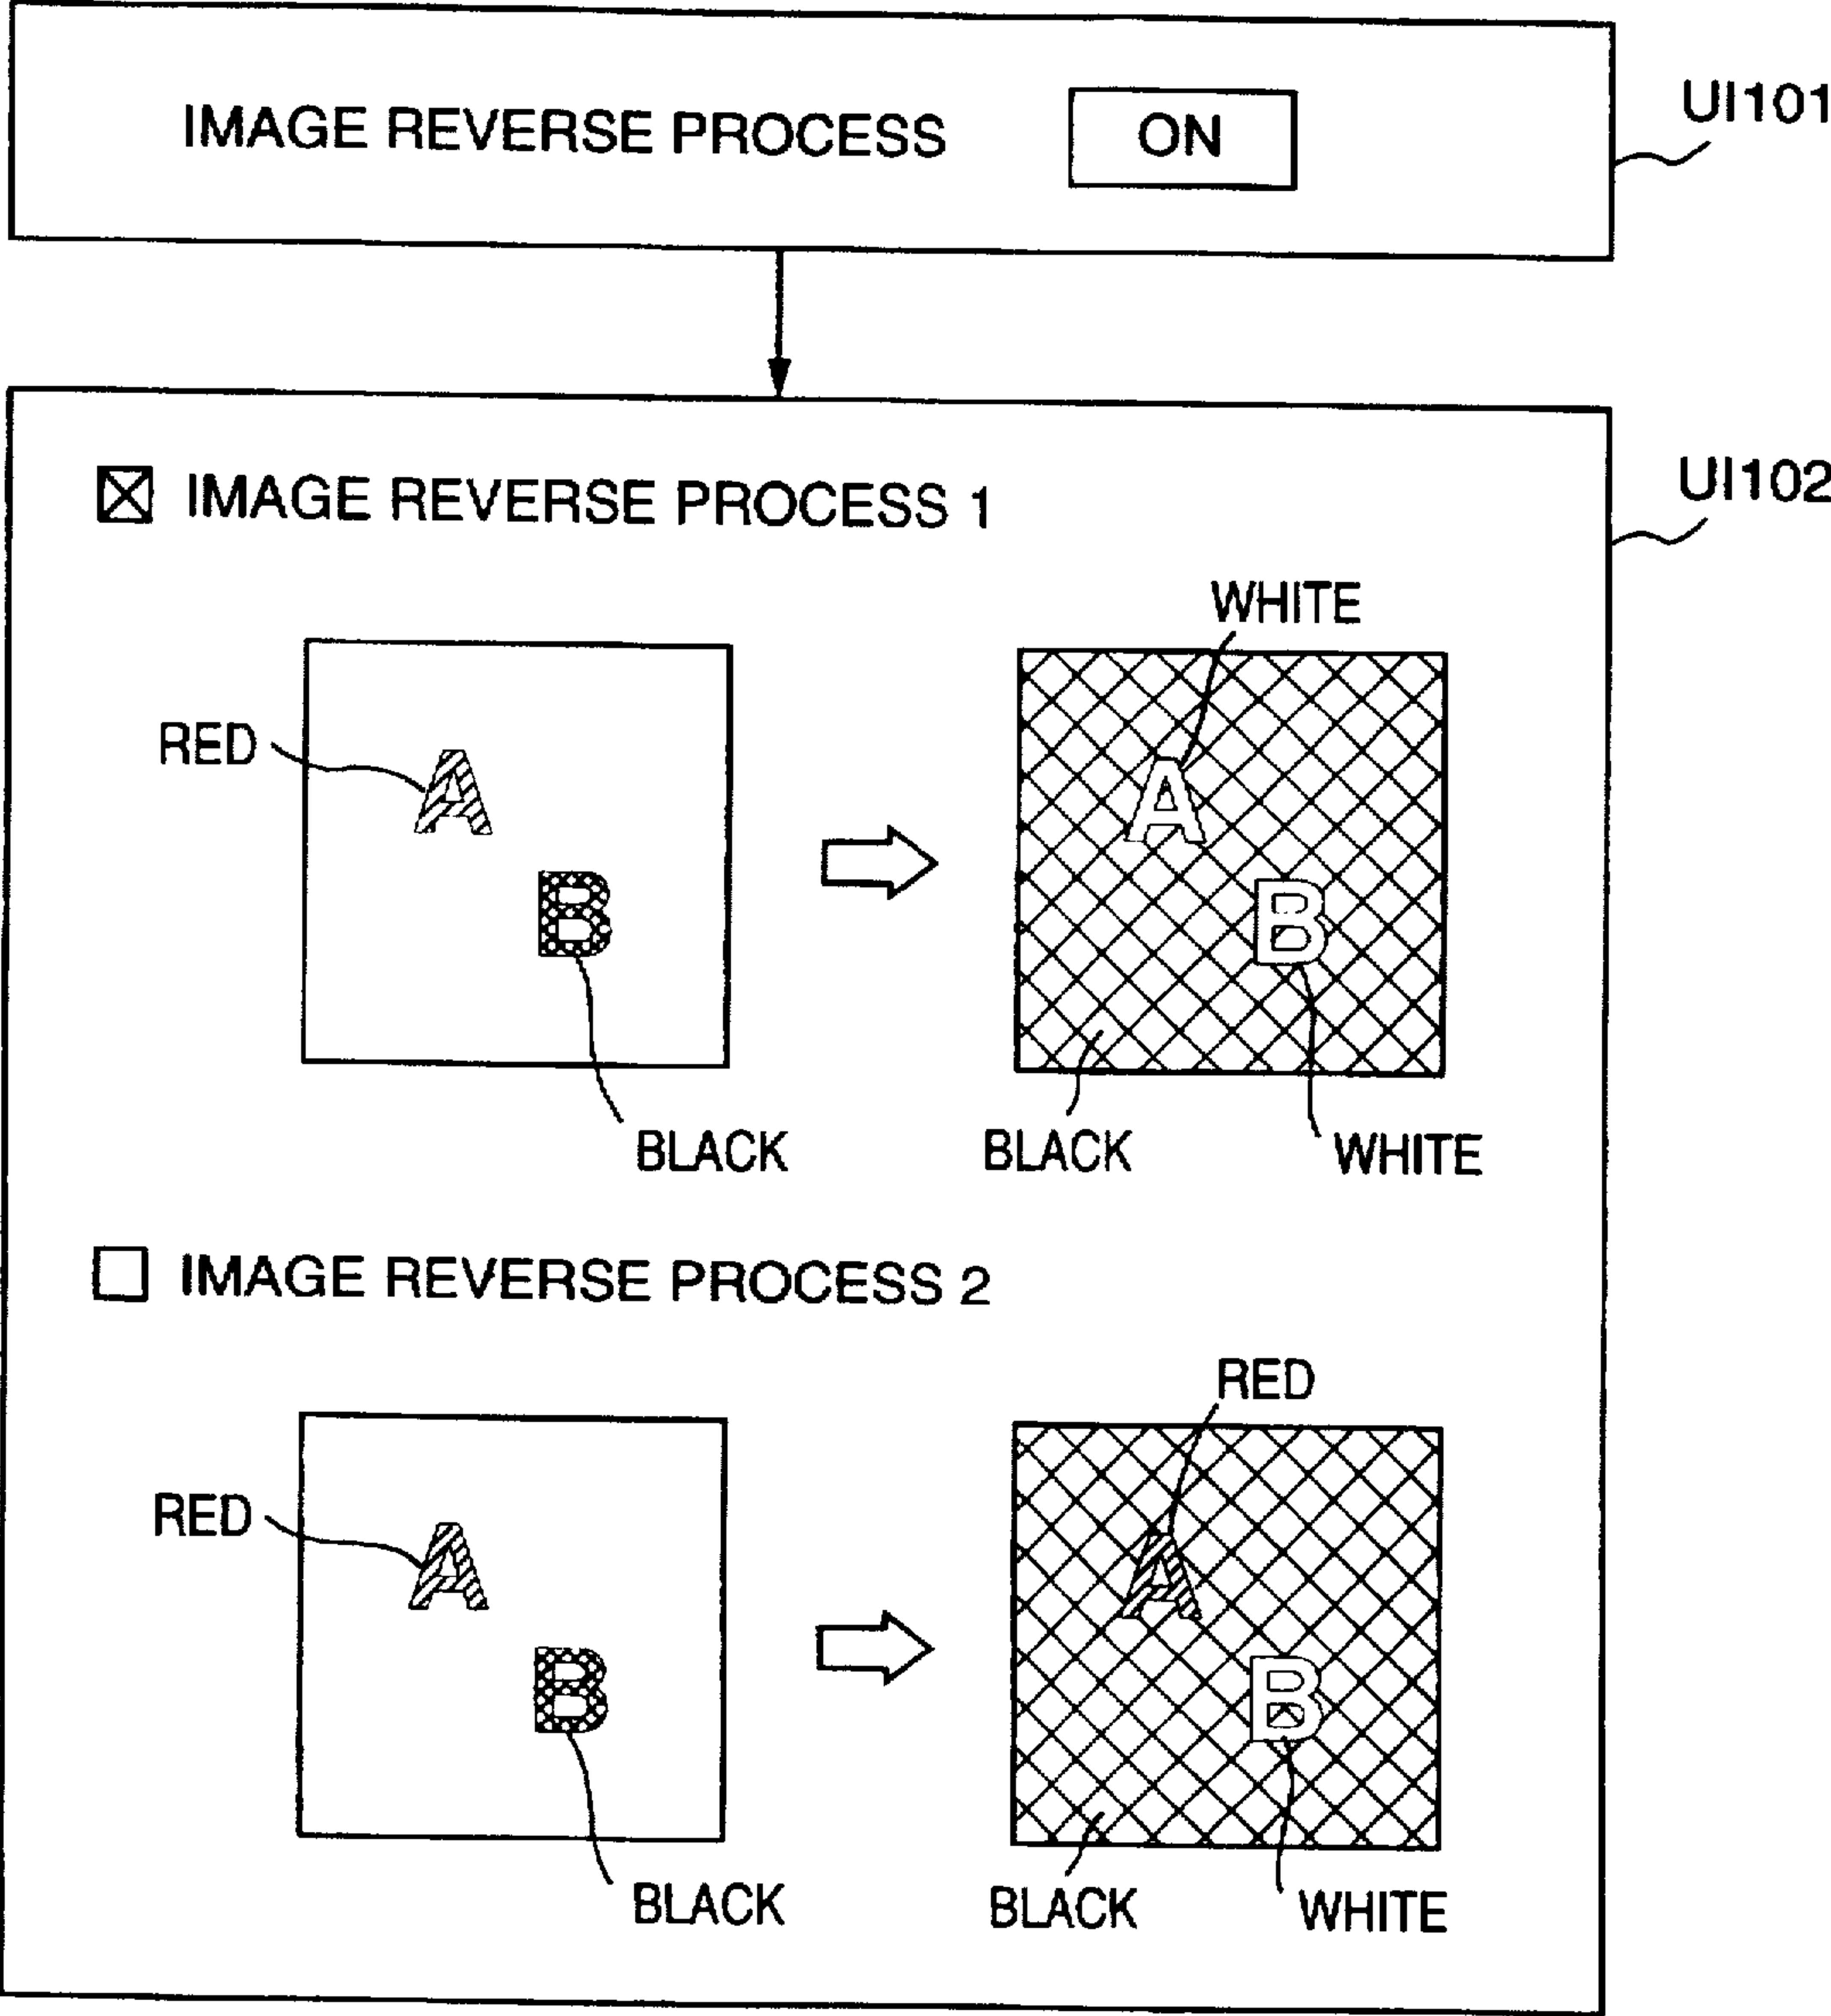 IMAGE REVERSE PROCESS ON
UI101
UI102
IMAGE REVERSE PROCESS 1
WHITE
RED
A
A
B
B
BLACK
BLACK
WHITE
IMAGE REVERSE PROCESS 2
RED
RED
A
A
B
B
BLACK
BLACK
WHITE